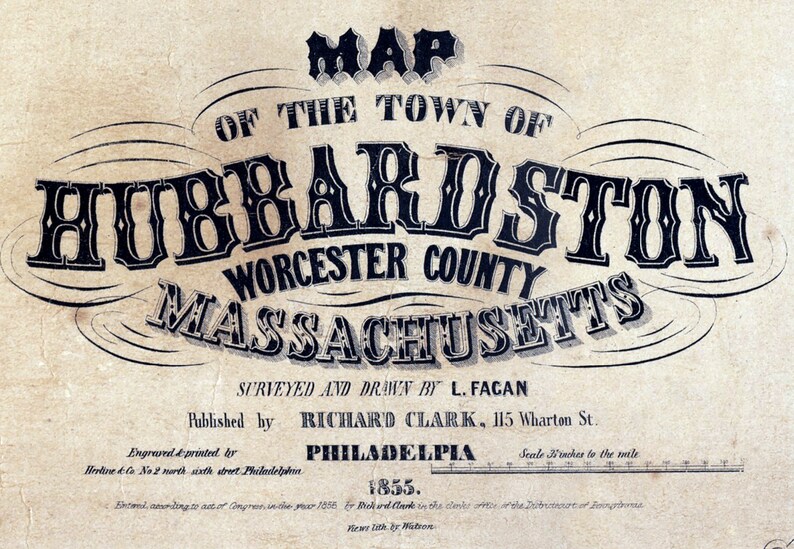 MAP
OF THE TOWN OF
HUBBARDSTON
WORCESTER COUNTY
MASSACHUSETTS
SURVEYED AND DRAWN BY L. FAGAN
Published by RICHARD CLARK, 115 Wharton St.
Engraved & printed by PHILADELPIA Scale 3½ inches to the mile
Herline & Co. No 2 north sixth street Philadelphia
1855.
Entered, according to act of Congress, in the year 1855 by Richard Clark in the clerks office of the District court of Pennsylvania
Views lith. by Watson